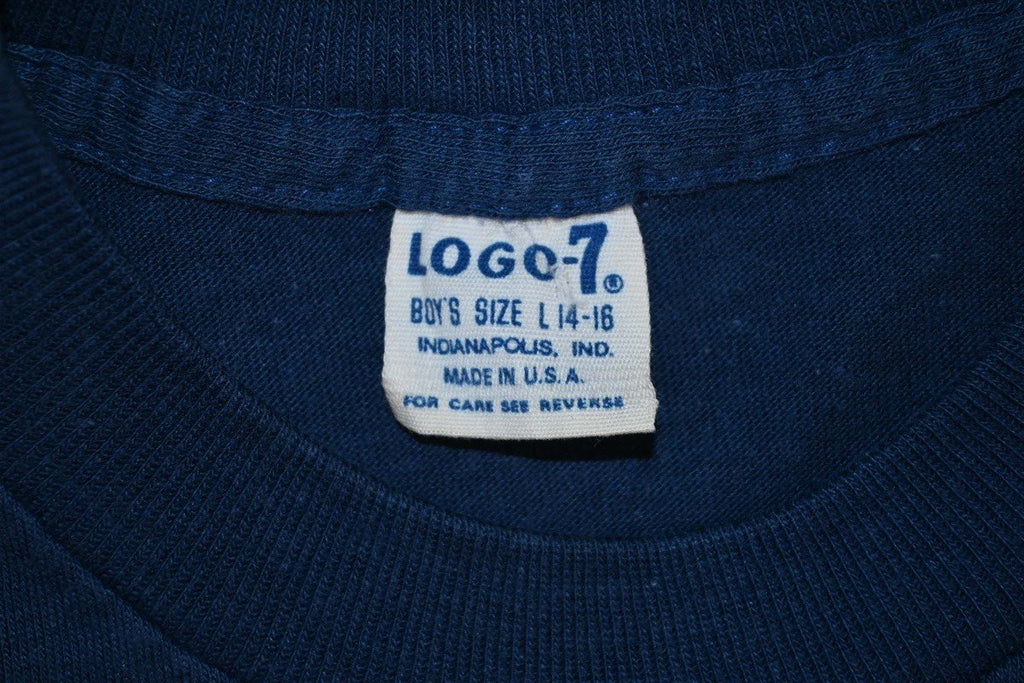 LOGO-7®
BOY'S SIZE L 14-16
INDIANAPOLIS, IND.
MADE IN U.S.A.
FOR CARE SEE REVERSE